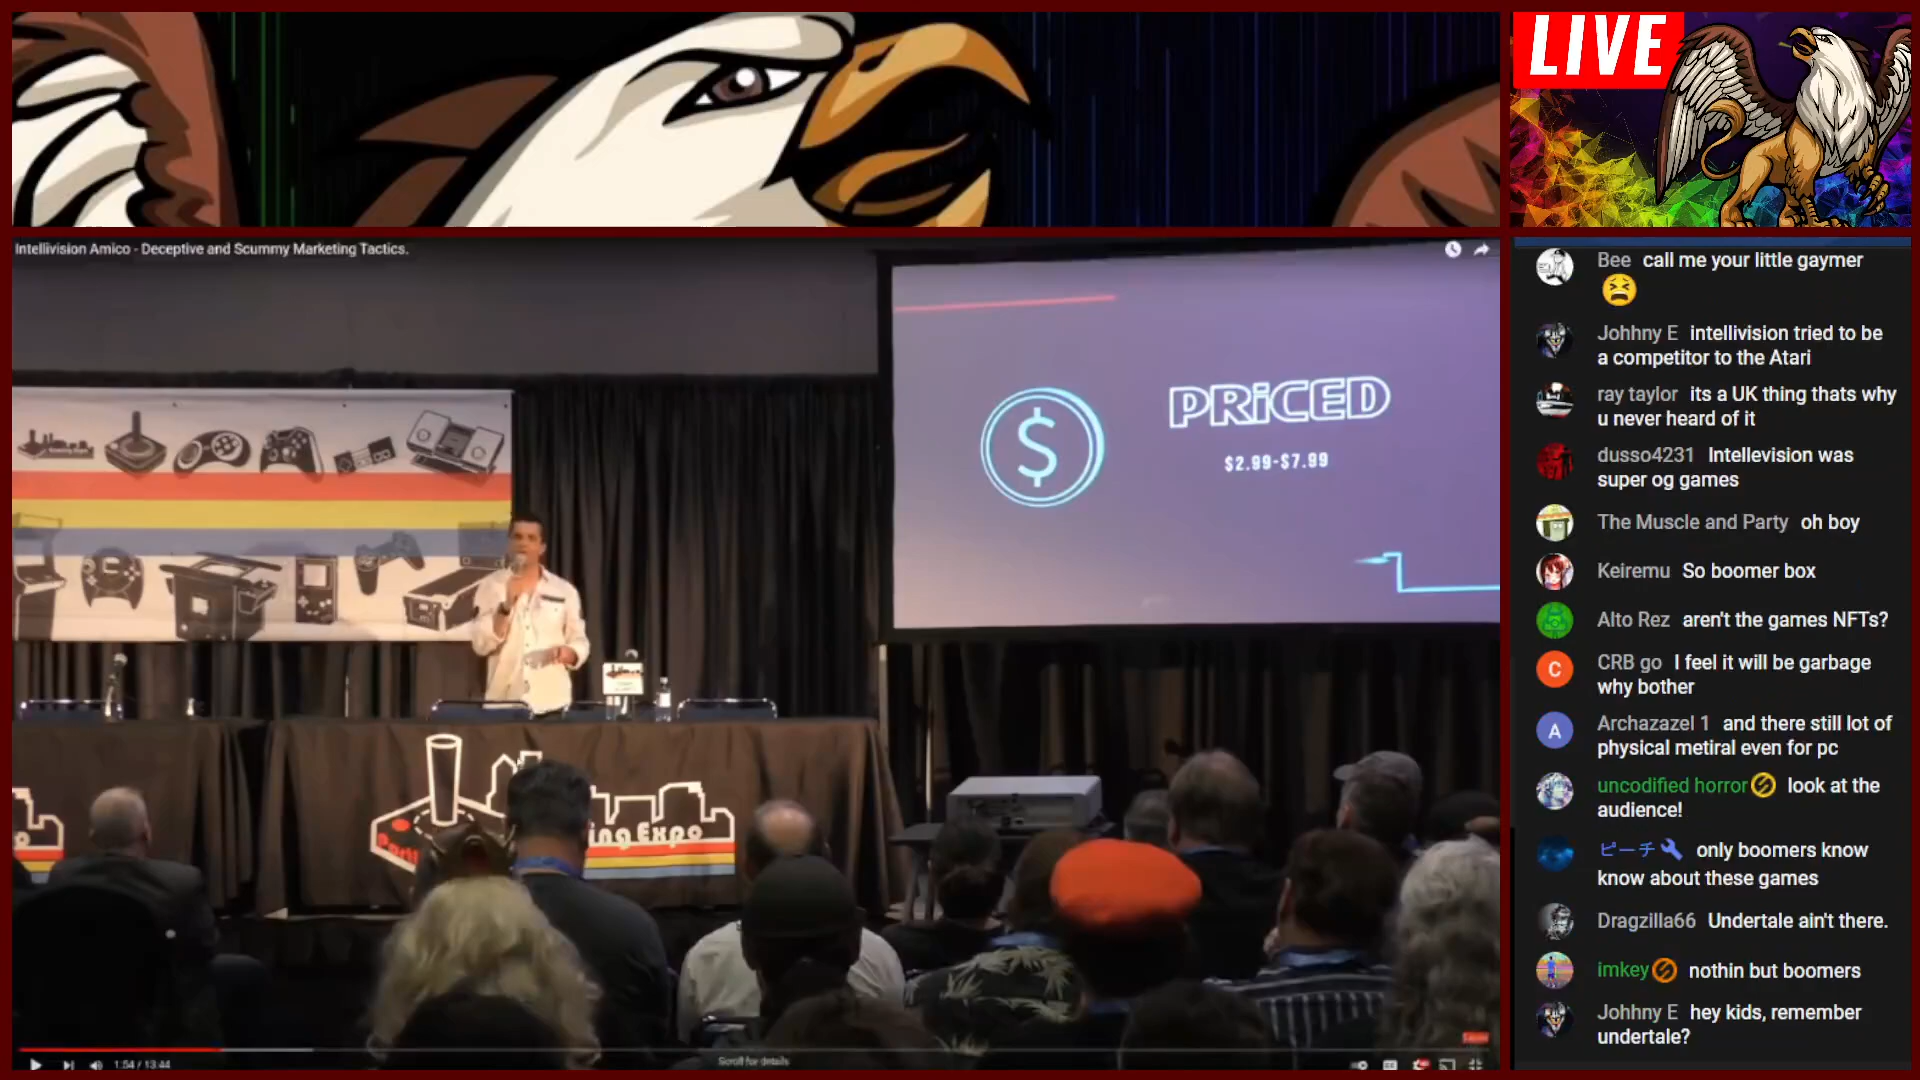 LIVE
Intellivision Amico - Deceptive and Scummy Marketing Tactics.
PRiCED
$2.99-$7.99
ing Expo
1:54 / 13:44
Scroll for details
Bee call me your little gaymer
Johhny E intellivision tried to be
a competitor to the Atari
ray taylor its a UK thing thats why
u never heard of it
dusso4231 Intellevision was
super og games
The Muscle and Party oh boy
Keiremu So boomer box
Alto Rez aren't the games NFTs?
C
CRB go I feel it will be garbage
why bother
A
Archazazel 1 and there still lot of
physical metiral even for pc
uncodified horror look at the
audience!
ピーチ only boomers know
know about these games
Dragzilla66 Undertale ain't there.
imkey nothin but boomers
Johhny E hey kids, remember
undertale?